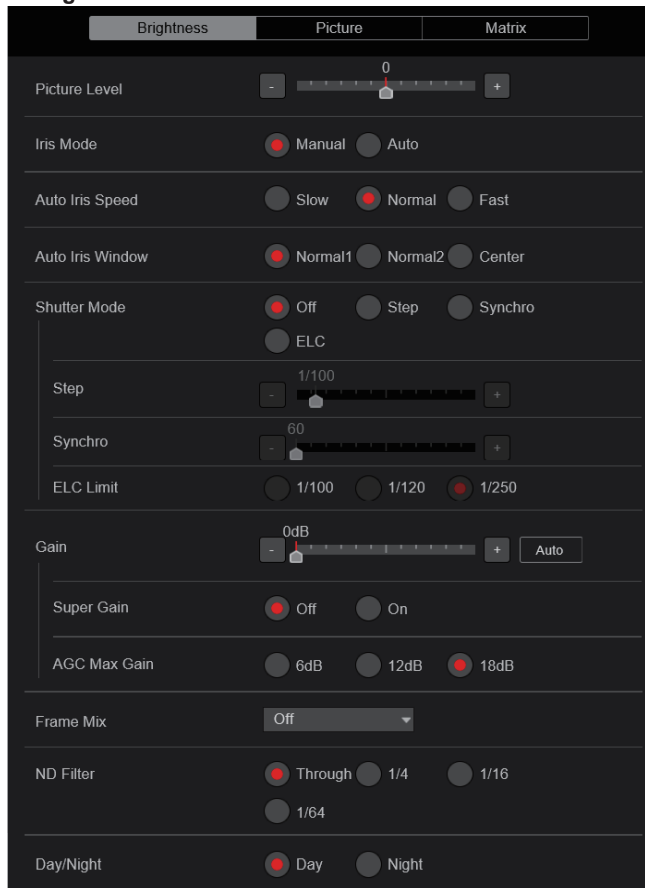 Brightness Picture Matrix
0
Picture Level - +
Iris Mode Manual Auto
Auto Iris Speed Slow Normal Fast
Auto Iris Window Normal1 Normal2 Center
Shutter Mode Off Step Synchro
ELC
1/100
Step - +
60
Synchro - +
ELC Limit 1/100 1/120 1/250
0dB
Gain - + Auto
Super Gain Off On
AGC Max Gain 6dB 12dB 18dB
Frame Mix Off
ND Filter Through 1/4 1/16
1/64
Day/Night Day Night